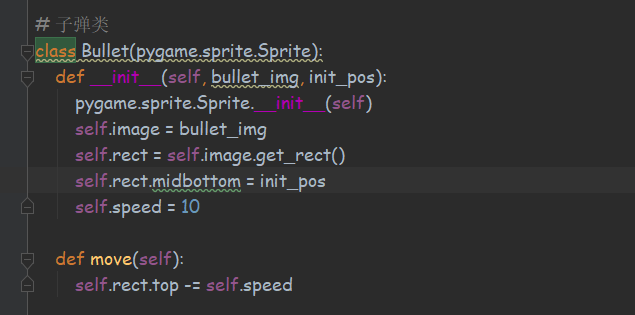 # 子弹类
class Bullet(pygame.sprite.Sprite):
def __init__(self, bullet_img, init_pos):
pygame.sprite.Sprite.__init__(self)
self.image = bullet_img
self.rect = self.image.get_rect()
self.rect.midbottom = init_pos
self.speed = 10
def move(self):
self.rect.top -= self.speed